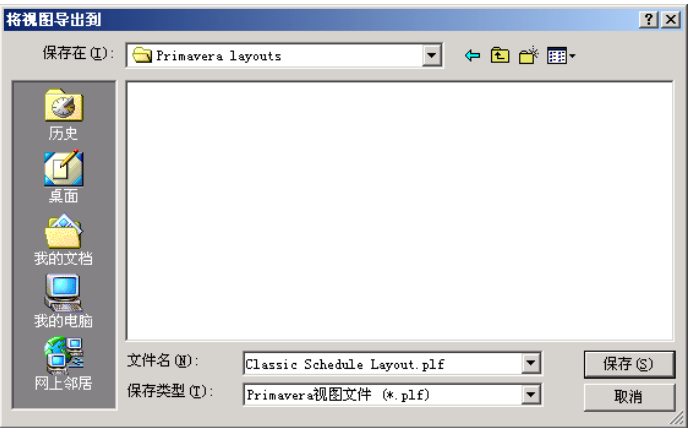 将视图导出到
保存在(I):
Primavera layouts
历史
桌面
我的文档
我的电脑
网上邻居
文件名(N):
Classic Schedule Layout.plf
保存(S)
保存类型(T):
Primavera视图文件 (*.plf)
取消